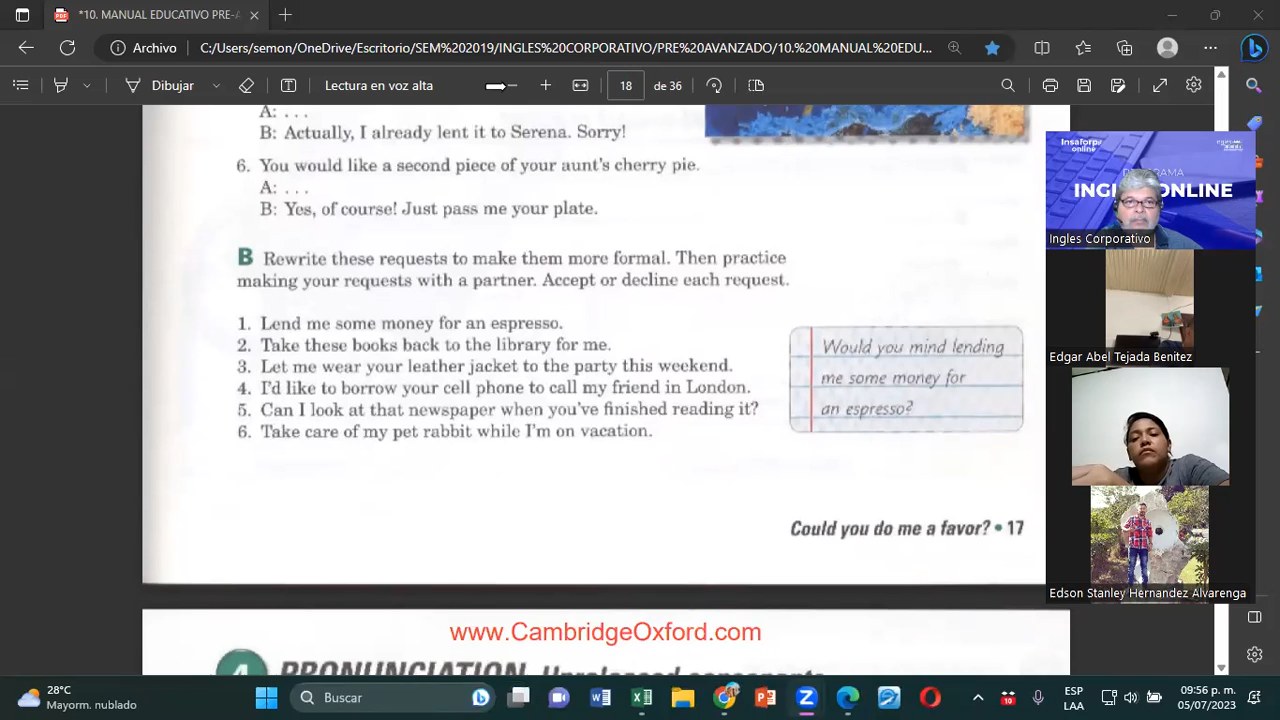 *10. MANUAL EDUCATIVO PRE-A
Archivo
C:/Users/semon/OneDrive/Escritorio/SEM%202019/INGLES%20CORPORATIVO/PRE%20AVANZADO/10.%20MANUAL%20EDU...
Dibujar
Lectura en voz alta
18
de 36
A: . . .
B: Actually, I already lent it to Serena. Sorry!
6. You would like a second piece of your aunt's cherry pie.
A: . . .
B: Yes, of course! Just pass me your plate.
B Rewrite these requests to make them more formal. Then practice
making your requests with a partner. Accept or decline each request.
1. Lend me some money for an espresso.
2. Take these books back to the library for me.
3. Let me wear your leather jacket to the party this weekend.
4. I'd like to borrow your cell phone to call my friend in London.
5. Can I look at that newspaper when you've finished reading it?
6. Take care of my pet rabbit while I'm on vacation.
Would you mind lending
me some money for
an espresso?
Could you do me a favor? • 17
www.CambridgeOxford.com
4 PRONUNCIATION Unreleased consonants
Insaforp
online
Ingles Corporativo
Edgar Abel Tejada Benitez
Edson Stanley Hernandez Alvarenga
28°C
Mayorm. nublado
Buscar
10
ESP
LAA
09:56 p. m.
05/07/2023